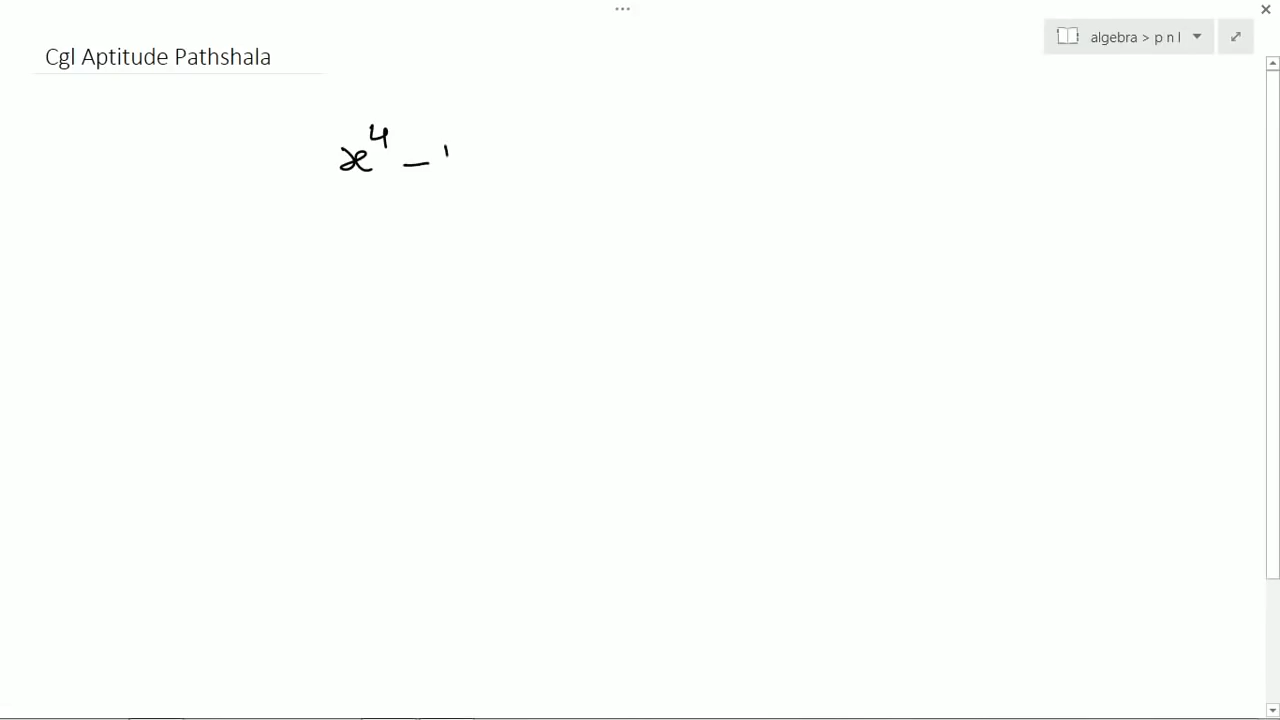 algebra > p n l
Cgl Aptitude Pathshala
x⁴ –